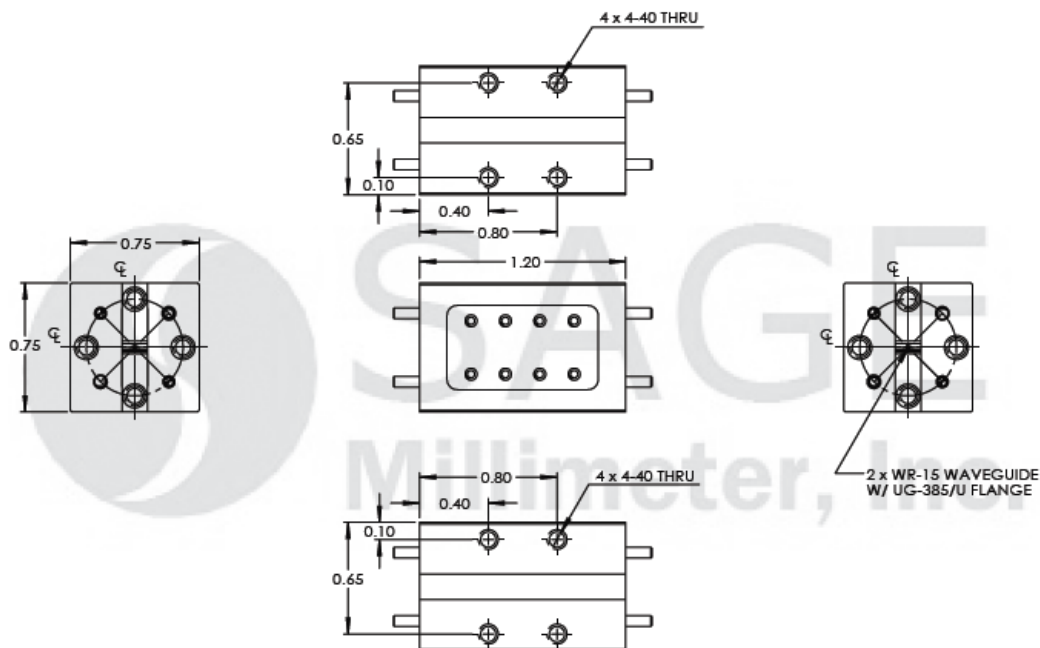 4 x 4-40 THRU
0.65
0.10
0.40
0.80
0.75
℄
℄
0.75
1.20
℄
℄
SAGE
Millimeter, Inc
2 x WR-15 WAVEGUIDE
W/ UG-385/U FLANGE
0.80
4 x 4-40 THRU
0.40
0.10
0.65